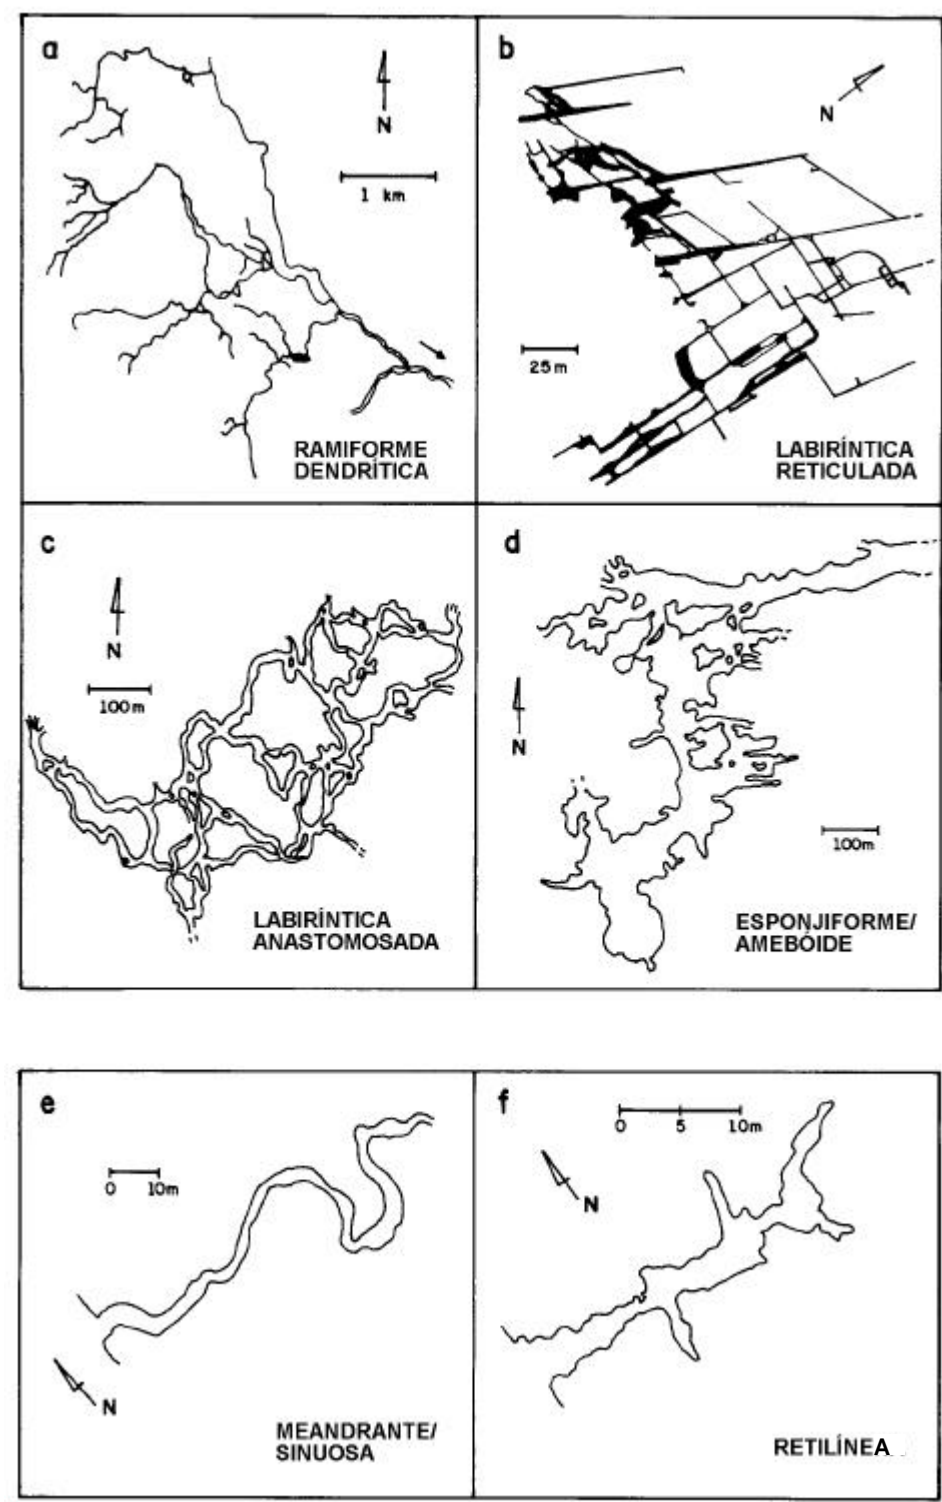 a
N
1 km
RAMIFORME
DENDRÍTICA
b
N
25m
LABIRÍNTICA
RETICULADA
c
N
100m
LABIRÍNTICA
ANASTOMOSADA
d
N
100m
ESPONJIFORME/
AMEBÓIDE
e
0 10m
N
MEANDRANTE/
SINUOSA
f
0 5 10m
N
RETILÍNEA